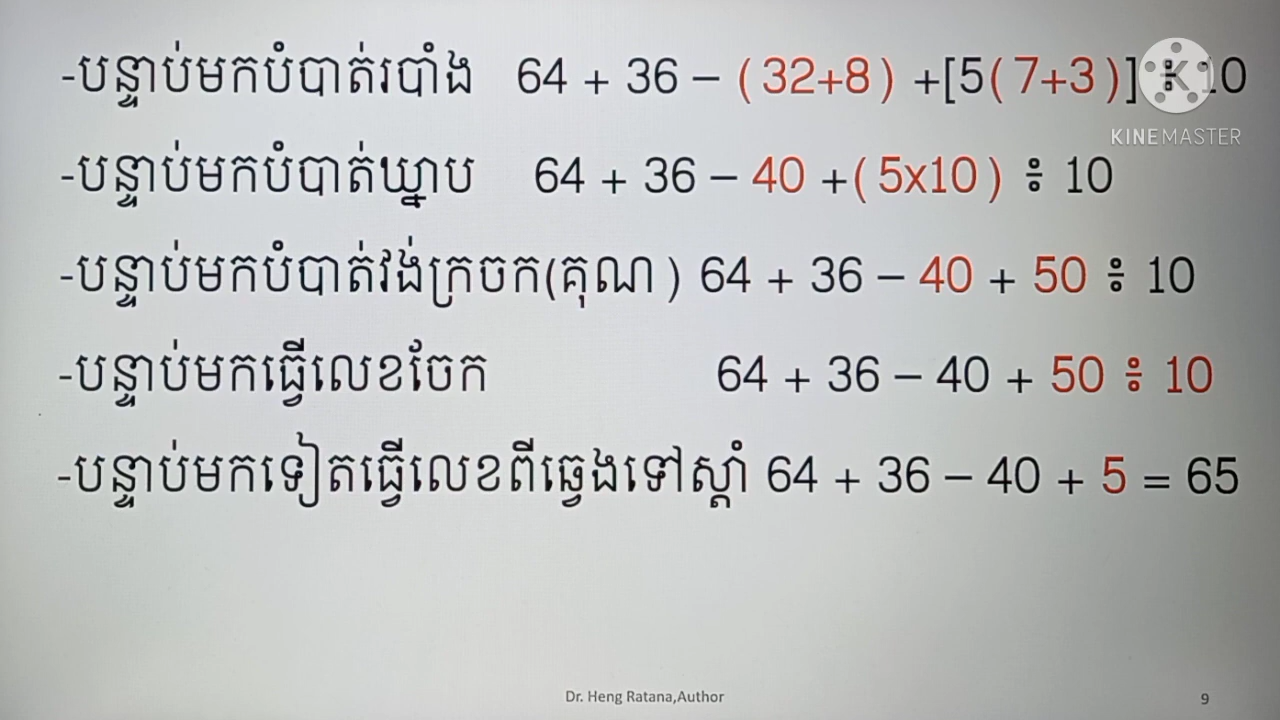 -បន្ទាប់មកបំបាត់របាំង 64 + 36 – (32+8) +[5(7+3)] ÷ 10
KINEMASTER
-បន្ទាប់មកបំបាត់ឃ្នាប 64 + 36 – 40 +(5x10) ÷ 10
-បន្ទាប់មកបំបាត់វង់ក្រចក(គុណ) 64 + 36 – 40 + 50 ÷ 10
-បន្ទាប់មកធ្វើលេខចែក 64 + 36 – 40 + 50 ÷ 10
-បន្ទាប់មកទៀតធ្វើលេខពីឆ្វេងទៅស្តាំ 64 + 36 – 40 + 5 = 65
Dr. Heng Ratana,Author
9